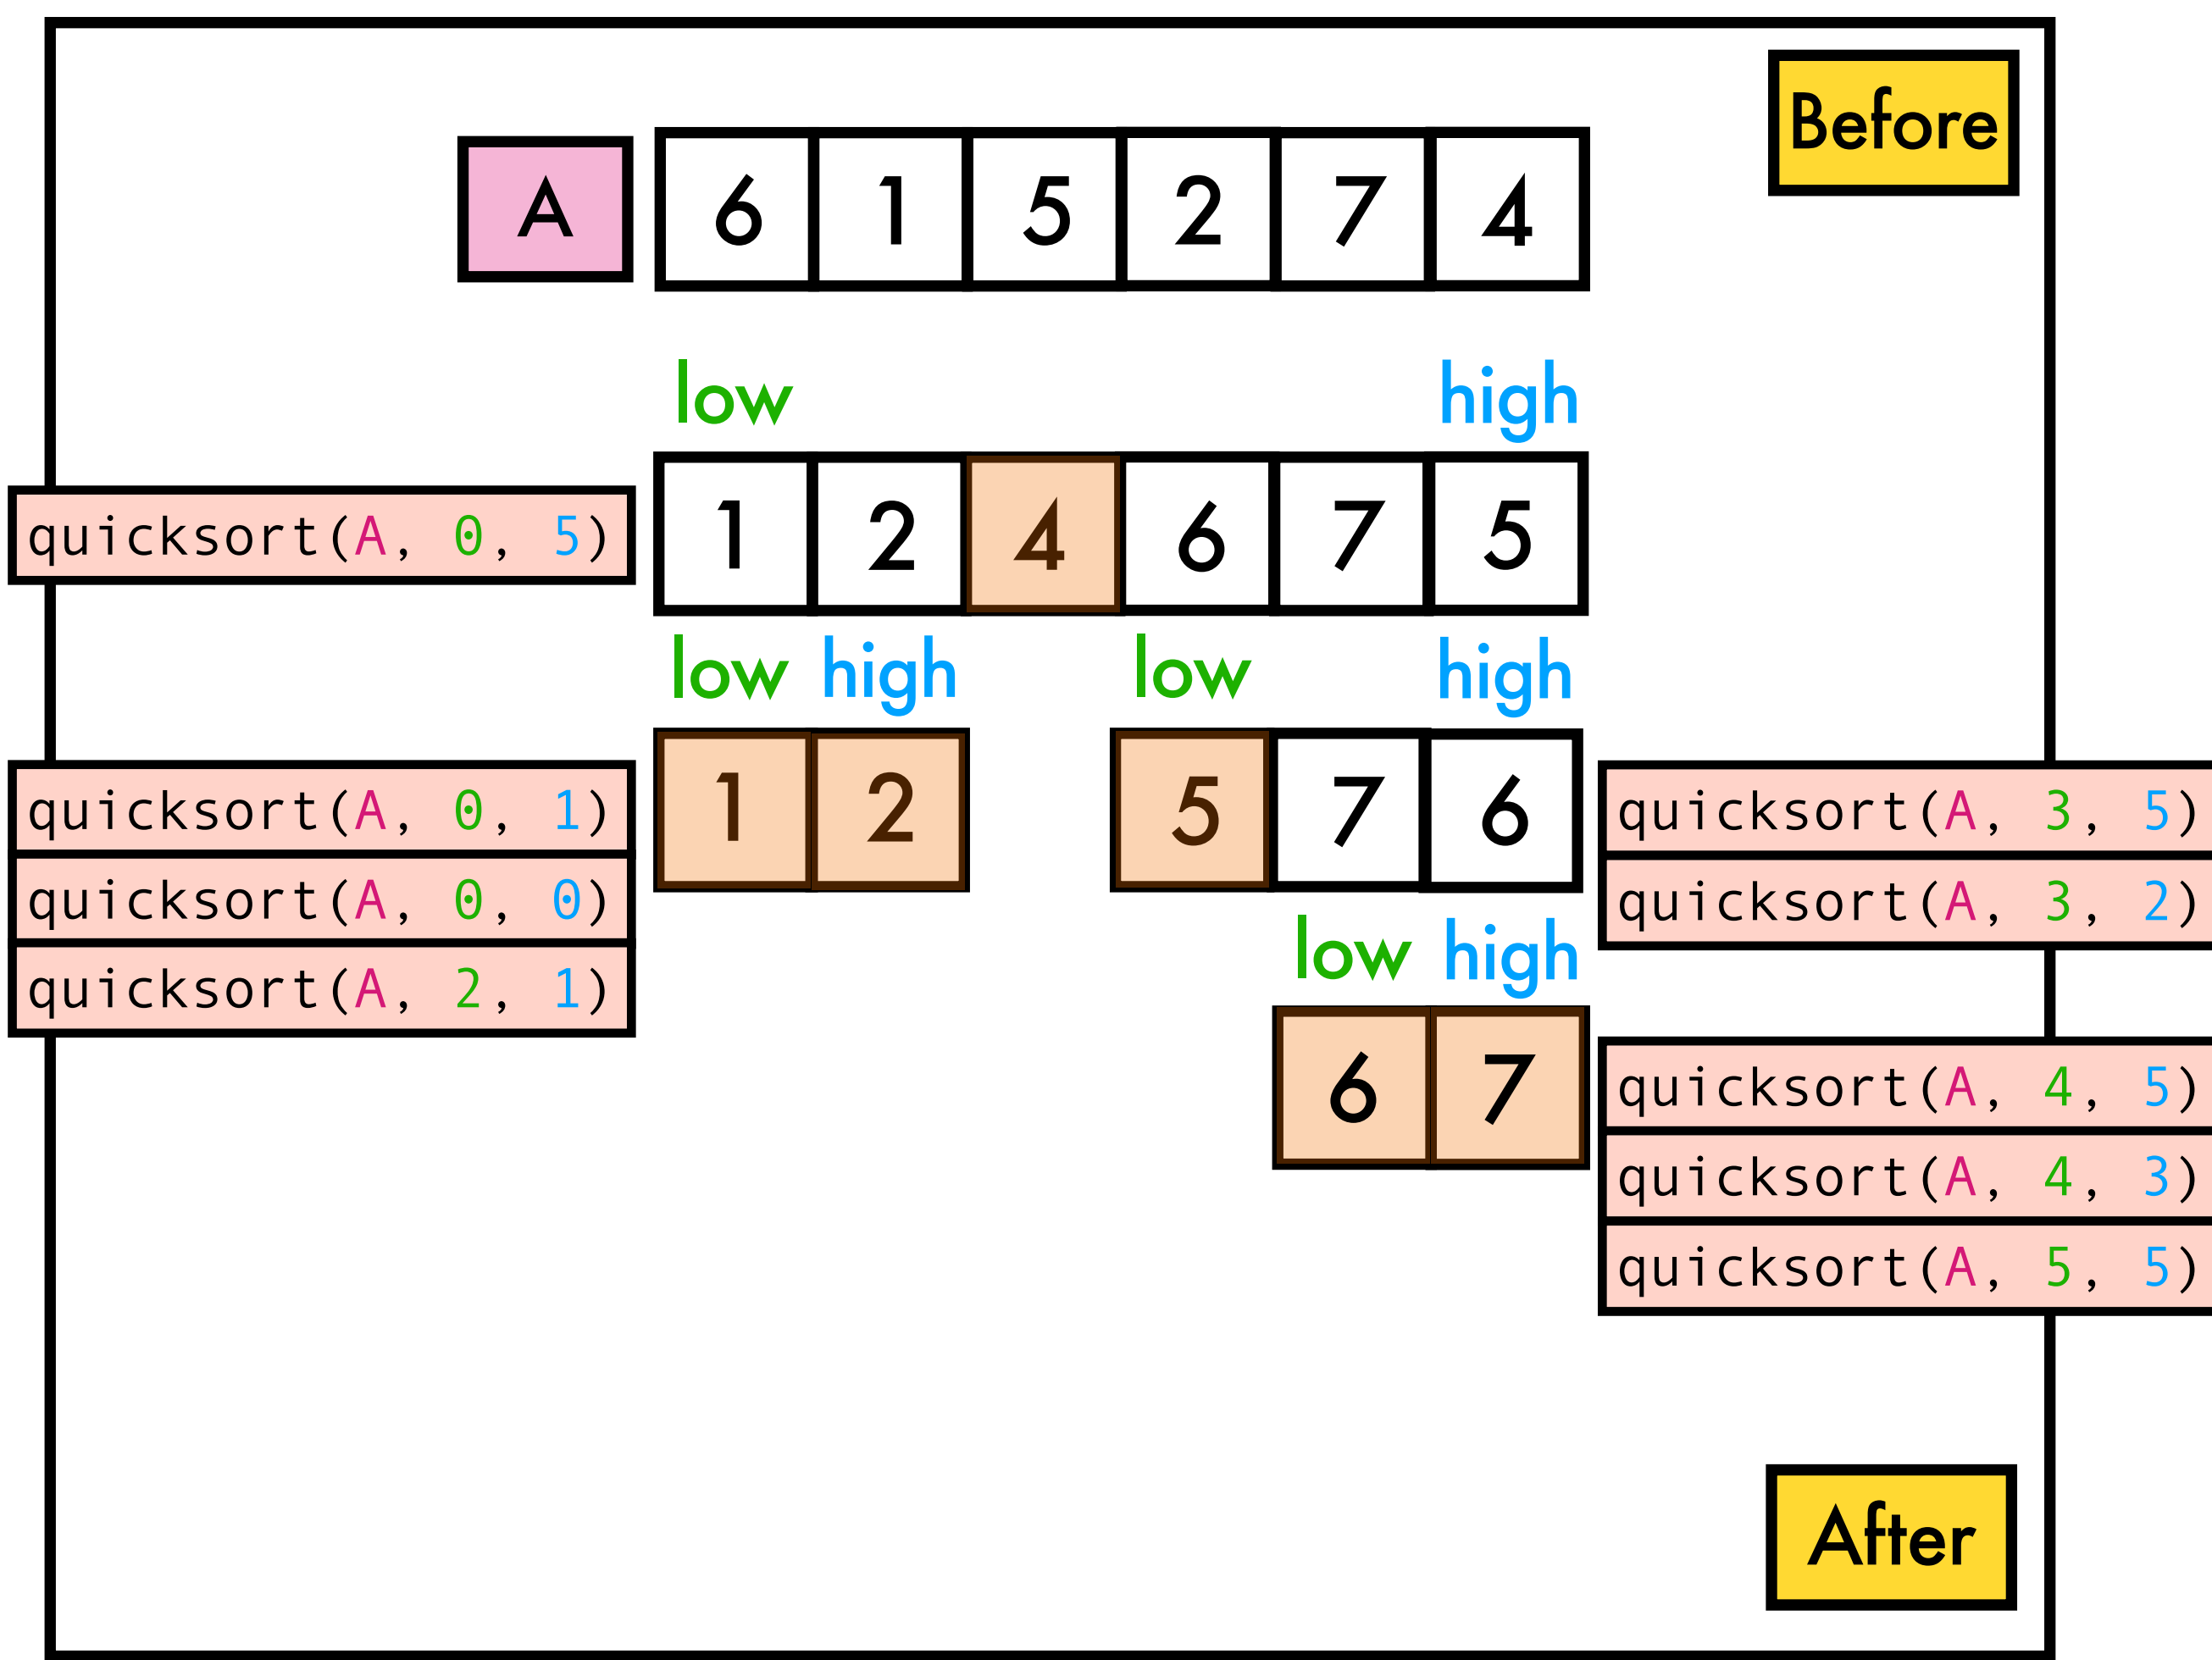 Before
A 6 1 5 2 7 4
low high
quicksort(A, 0, 5) 1 2 4 6 7 5
low high low high
quicksort(A, 0, 1) 1 2 5 7 6 quicksort(A, 3, 5)
quicksort(A, 0, 0) quicksort(A, 3, 2)
low high
quicksort(A, 2, 1)
6 7 quicksort(A, 4, 5)
quicksort(A, 4, 3)
quicksort(A, 5, 5)
After